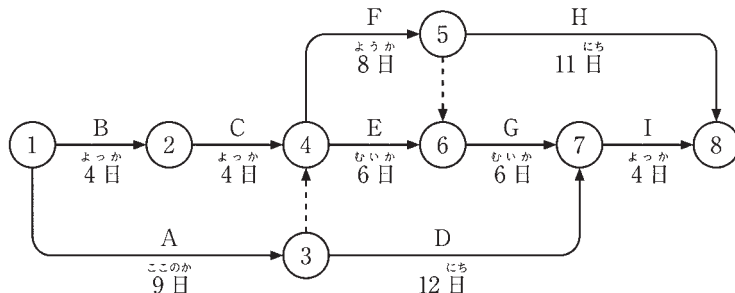 F
ようか
8日
5
H
にち
11日
1
B
よっか
4日
2
C
よっか
4日
4
E
むいか
6日
6
G
むいか
6日
7
I
よっか
4日
8
A
ここのか
9日
3
D
にち
12日